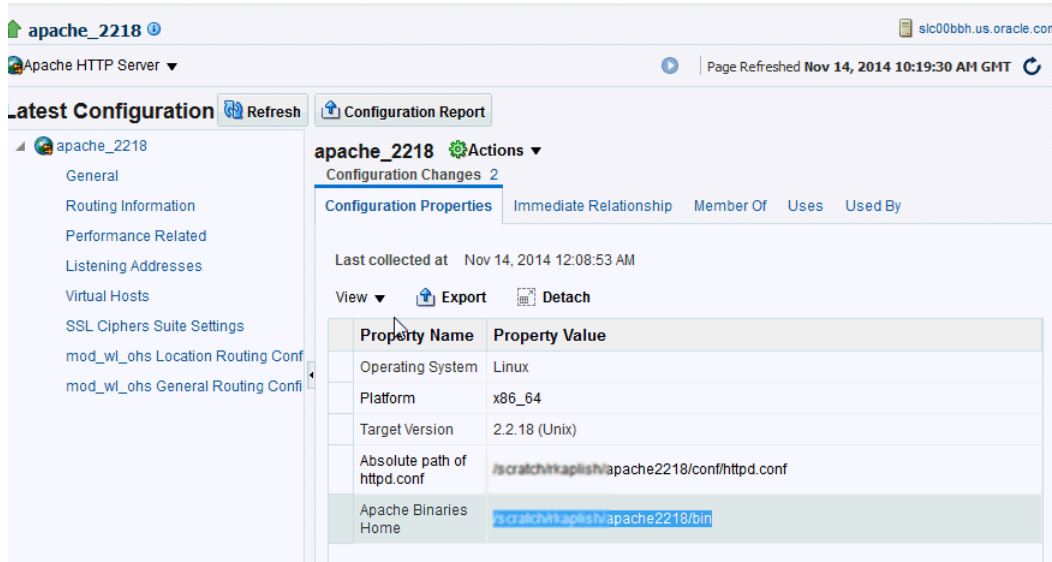 apache_2218
slc00bbh.us.oracle.com
Apache HTTP Server
Page Refreshed Nov 14, 2014 10:19:30 AM GMT
Latest Configuration Refresh Configuration Report
apache_2218
General
Routing Information
Performance Related
Listening Addresses
Virtual Hosts
SSL Ciphers Suite Settings
mod_wl_ohs Location Routing Conf
mod_wl_ohs General Routing Confi
apache_2218 Actions
Configuration Changes 2
Configuration Properties Immediate Relationship Member Of Uses Used By
Last collected at Nov 14, 2014 12:08:53 AM
View Export Detach
Property Name Property Value
Operating System Linux
Platform x86_64
Target Version 2.2.18 (Unix)
Absolute path of
httpd.conf
apache2218/conf/httpd.conf
Apache Binaries
Home
apache2218/bin